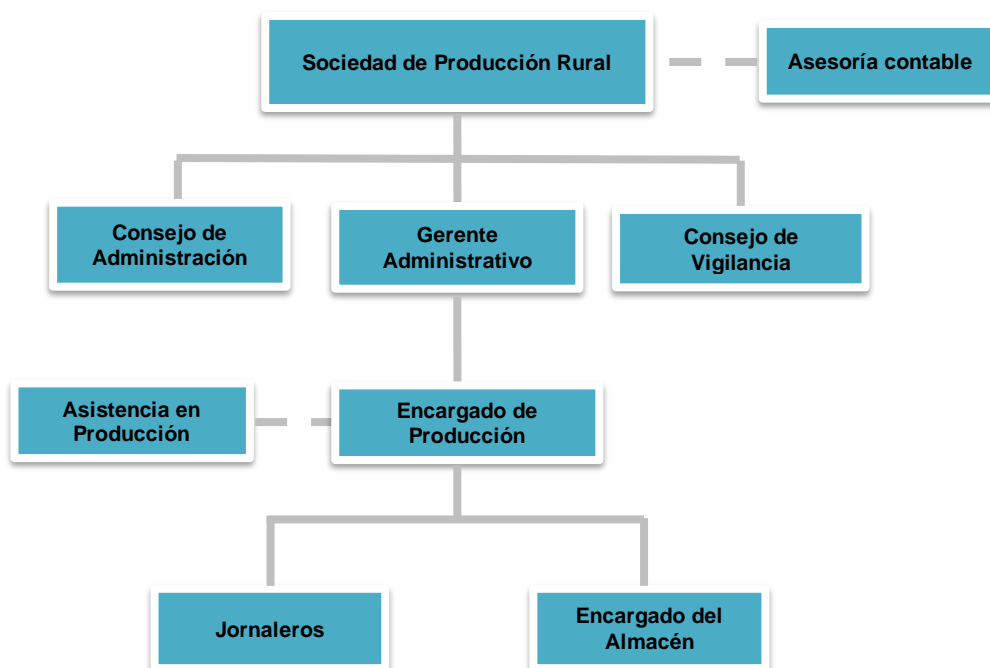 Sociedad de Producción Rural
Asesoría contable
Consejo de
Administración
Gerente
Administrativo
Consejo de
Vigilancia
Asistencia en
Producción
Encargado de
Producción
Jornaleros
Encargado del
Almacén